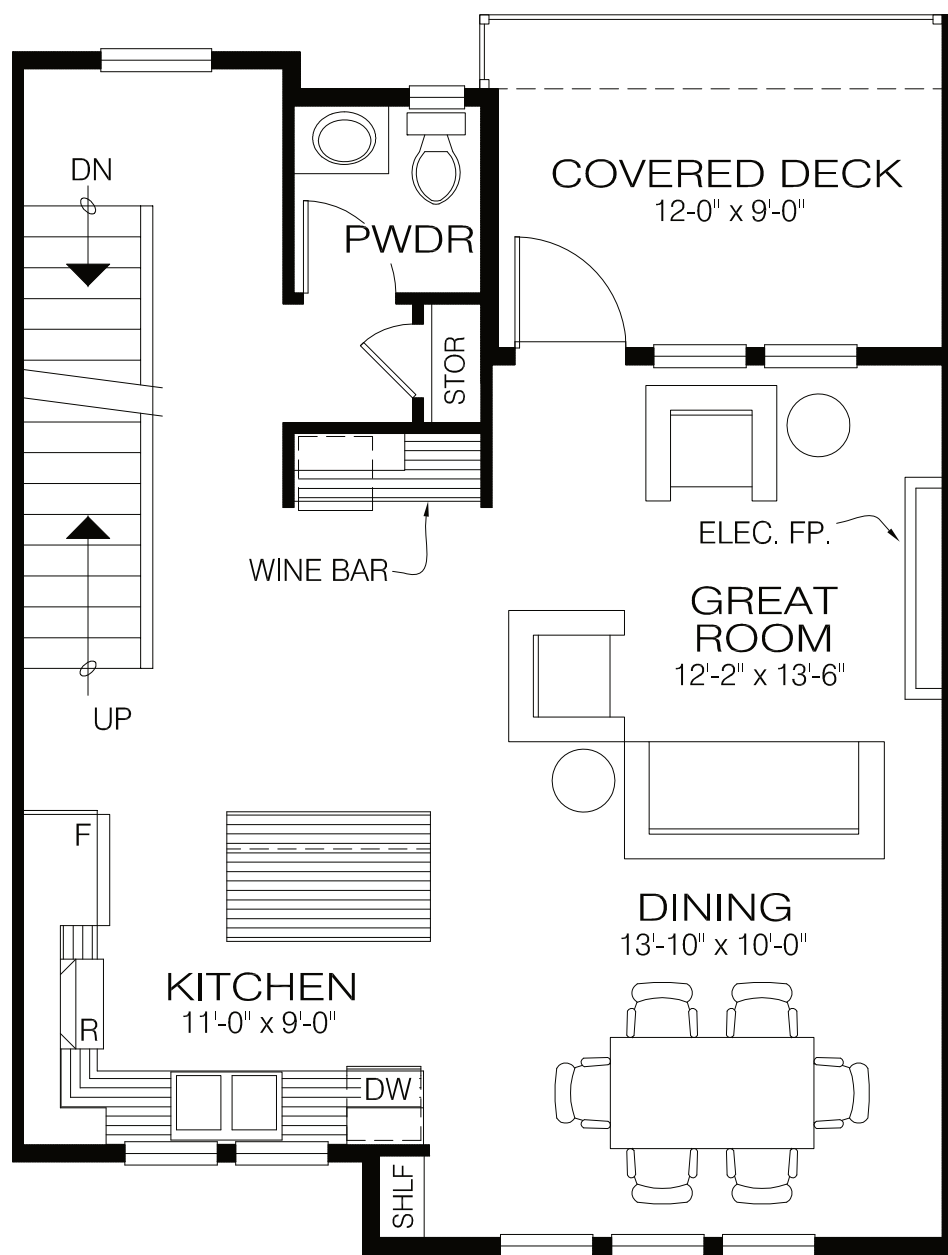 DN
COVERED DECK
12-0" x 9'-0"
PWDR
STOR
WINE BAR
ELEC. FP.
GREAT
ROOM
12'-2" x 13'-6"
UP
F
DINING
13'-10" x 10'-0"
KITCHEN
11'-0" x 9'-0"
R
DW
SHLF